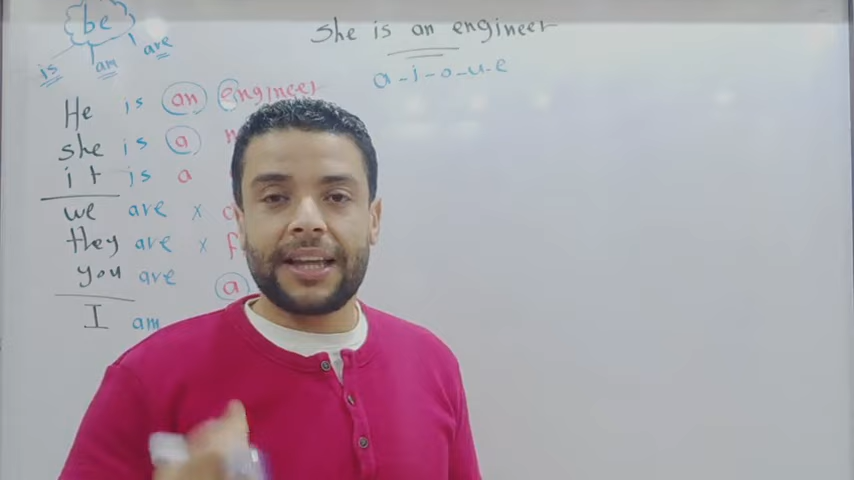 be
is am are
She is an engineer
a - i - o - u - e
He is an engineer
she is a
it is a
we are x
they are x
you are a
I am